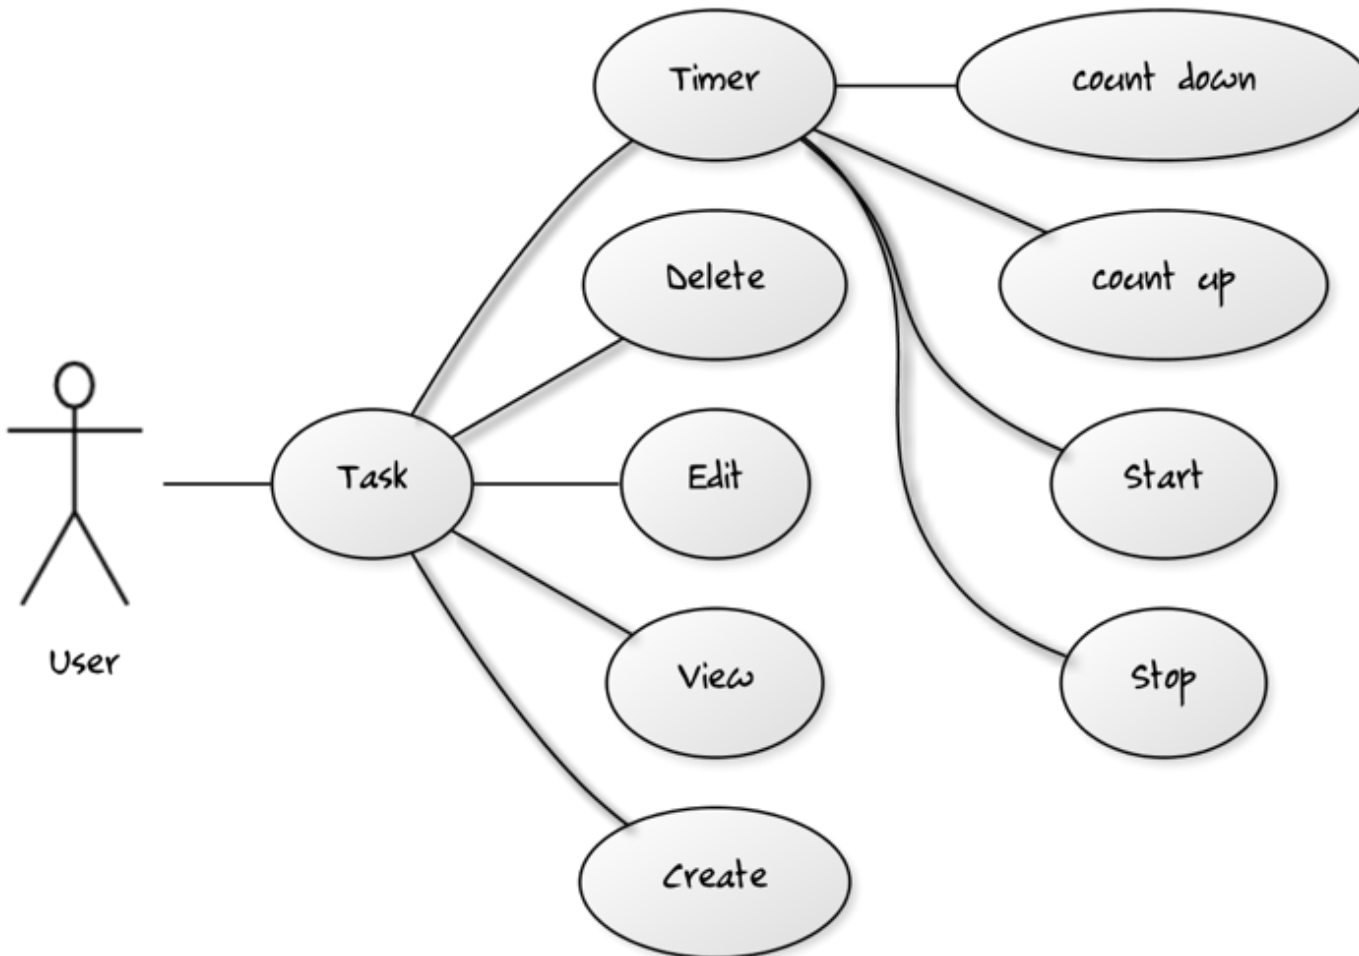 Timer
count down
Delete
count up
Task
Edit
Start
User
View
Stop
Create